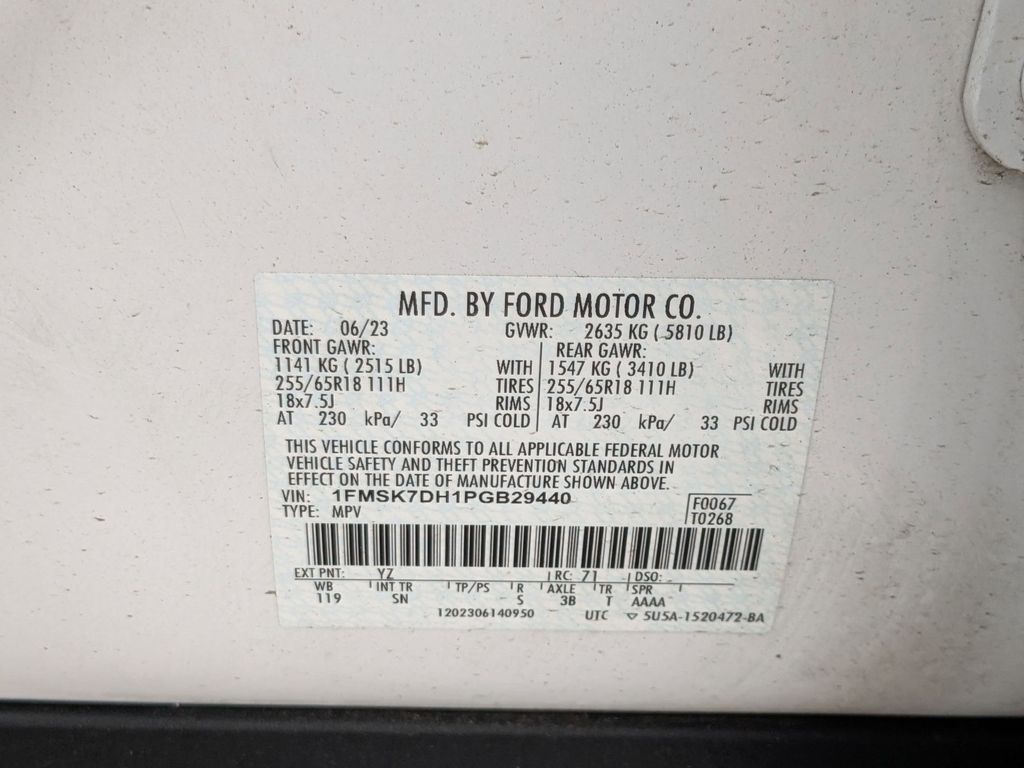 MFD. BY FORD MOTOR CO.
DATE: 06/23 GVWR: 2635 KG ( 5810 LB)
FRONT GAWR: REAR GAWR:
1141 KG ( 2515 LB) WITH 1547 KG ( 3410 LB) WITH
255/65R18 111H TIRES 255/65R18 111H TIRES
18x7.5J RIMS 18x7.5J RIMS
AT 230 kPa/ 33 PSI COLD AT 230 kPa/ 33 PSI COLD
THIS VEHICLE CONFORMS TO ALL APPLICABLE FEDERAL MOTOR
VEHICLE SAFETY AND THEFT PREVENTION STANDARDS IN
EFFECT ON THE DATE OF MANUFACTURE SHOWN ABOVE.
VIN: 1FMSK7DH1PGB29440 F0067
TYPE: MPV T0268
EXT PNT: YZ RC: 71 DSO:
WB INT TR TP/PS R AXLE TR SPR
119 SN S 3B T AAAA
1202306140950 UTC ▽ 5U5A-1520472-BA